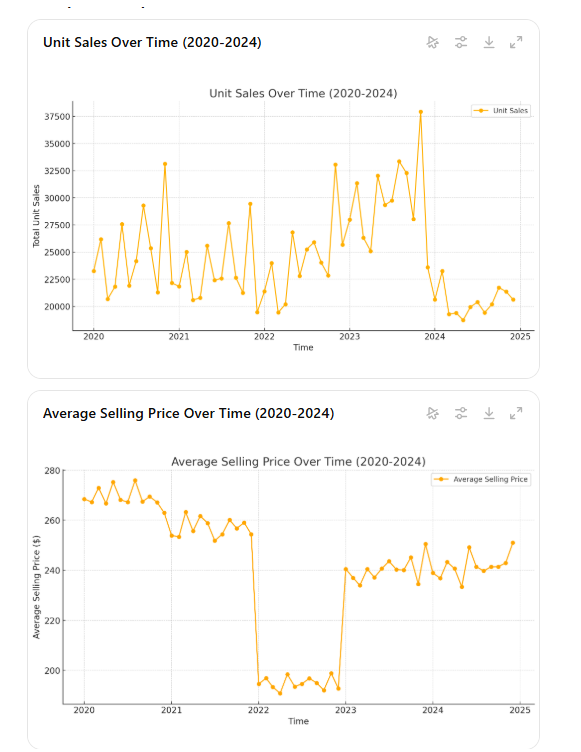 Unit Sales Over Time (2020-2024)
Unit Sales Over Time (2020-2024)
Unit Sales
37500
35000
32500
30000
27500
25000
22500
20000
Total Unit Sales
2020 2021 2022 2023 2024 2025
Time
Average Selling Price Over Time (2020-2024)
Average Selling Price Over Time (2020-2024)
Average Selling Price
280
260
240
220
200
Average Selling Price ($)
2020 2021 2022 2023 2024 2025
Time